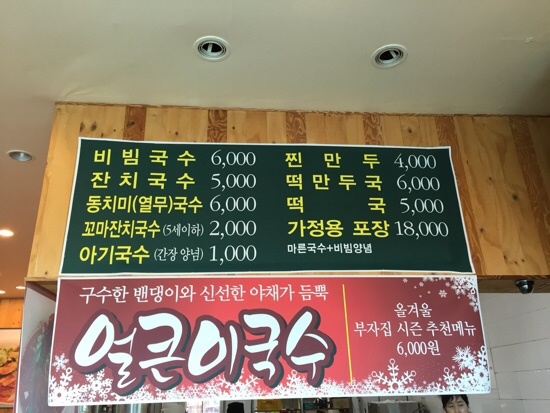 비빔국수 6,000
잔치국수 5,000
동치미(열무)국수 6,000
꼬마잔치국수 (5세이하) 2,000
아기국수 (간장 양념) 1,000
찐만두 4,000
떡만두국 6,000
떡국 5,000
가정용 포장 18,000
마른국수+비빔양념
구수한 밴댕이와 신선한 야채가 듬뿍
얼큰이국수
올겨울
부자집 시즌 추천메뉴
6,000원